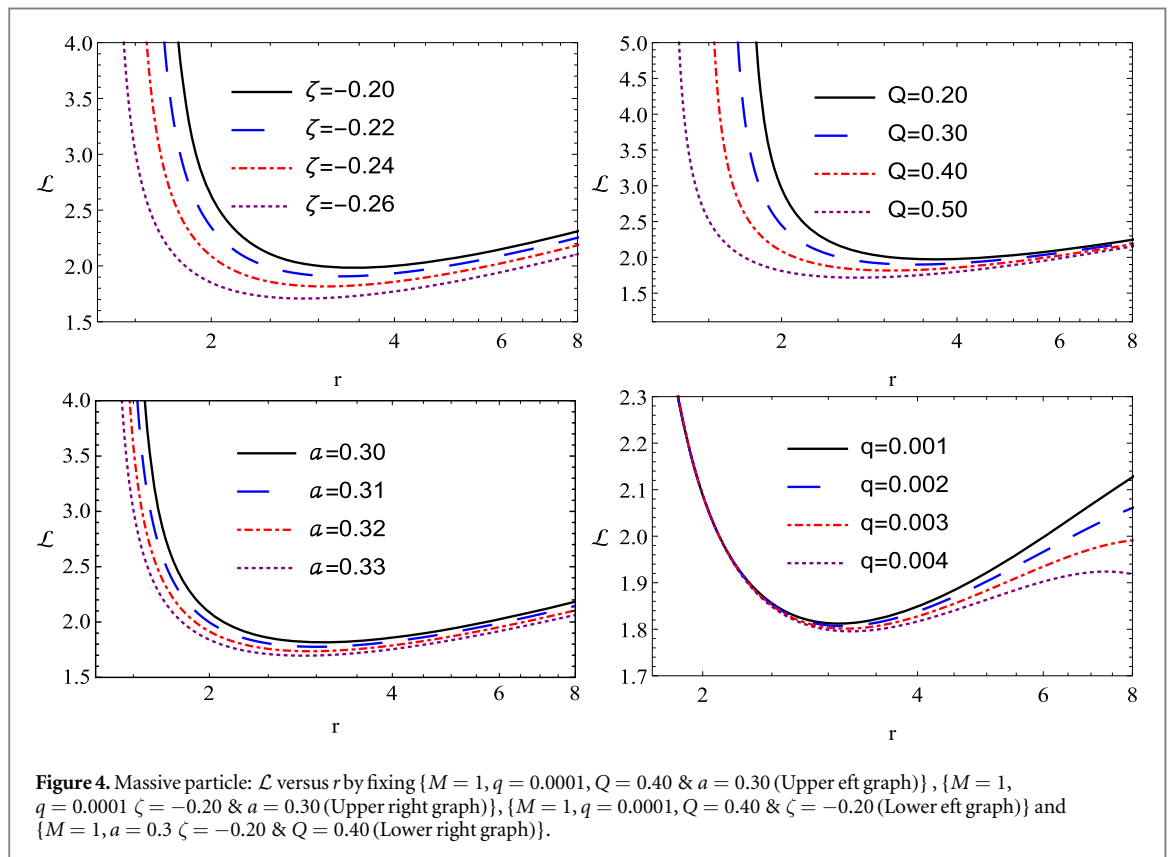 4.0
3.5
3.0
2.5
2.0
1.5
ℒ
ζ=-0.20
ζ=-0.22
ζ=-0.24
ζ=-0.26
2 4 6 8
r
5.0
4.5
4.0
3.5
3.0
2.5
2.0
1.5
ℒ
Q=0.20
Q=0.30
Q=0.40
Q=0.50
2 4 6 8
r
4.0
3.5
3.0
2.5
2.0
1.5
ℒ
a=0.30
a=0.31
a=0.32
a=0.33
2 4 6 8
r
2.3
2.2
2.1
2.0
1.9
1.8
1.7
ℒ
q=0.001
q=0.002
q=0.003
q=0.004
2 4 6 8
r
Figure 4. Massive particle: ℒ versus r by fixing {M = 1, q = 0.0001, Q = 0.40 & a = 0.30 (Upper eft graph)} , {M = 1,
q = 0.0001 ζ = −0.20 & a = 0.30 (Upper right graph)}, {M = 1, q = 0.0001, Q = 0.40 & ζ = −0.20 (Lower eft graph)} and
{M = 1, a = 0.3 ζ = −0.20 & Q = 0.40 (Lower right graph)}.